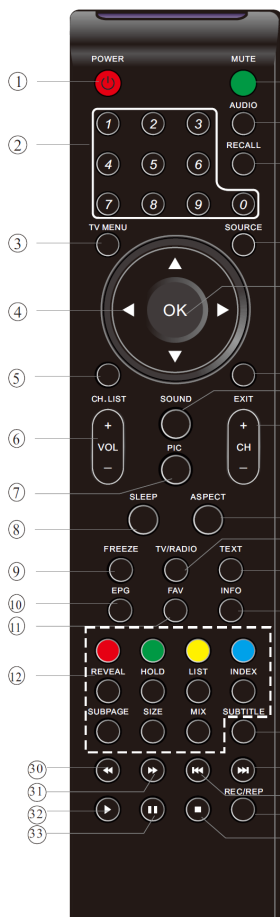 POWER MUTE
1
AUDIO
1 2 3
2
RECALL
4 5 6
7 8 9 0
TV MENU SOURCE
3
4 OK
5
CH.LIST SOUND EXIT
+ +
6 VOL CH
PIC
– –
7
SLEEP ASPECT
8
FREEZE TV/RADIO TEXT
9
EPG FAV INFO
10
11
12 REVEAL HOLD LIST INDEX
SUBPAGE SIZE MIX SUBTITLE
30
31 REC/REP
32
33